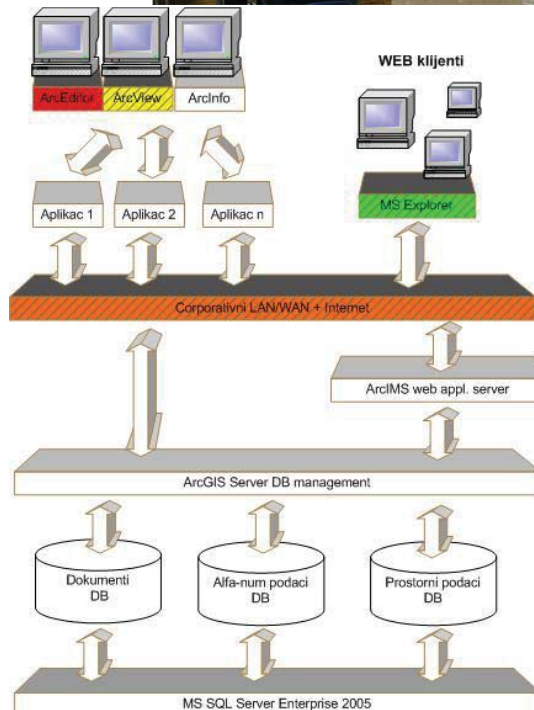 WEB klijenti
ArcEditor
ArcView
ArcInfo
Aplikac 1
Aplikac 2
Aplikac n
MS Explorer
Corporativni LAN/WAN + Internet
ArcIMS web appl. server
ArcGIS Server DB management
Dokumenti
DB
Alfa-num podaci
DB
Prostorni podaci
DB
MS SQL Server Enterprise 2005